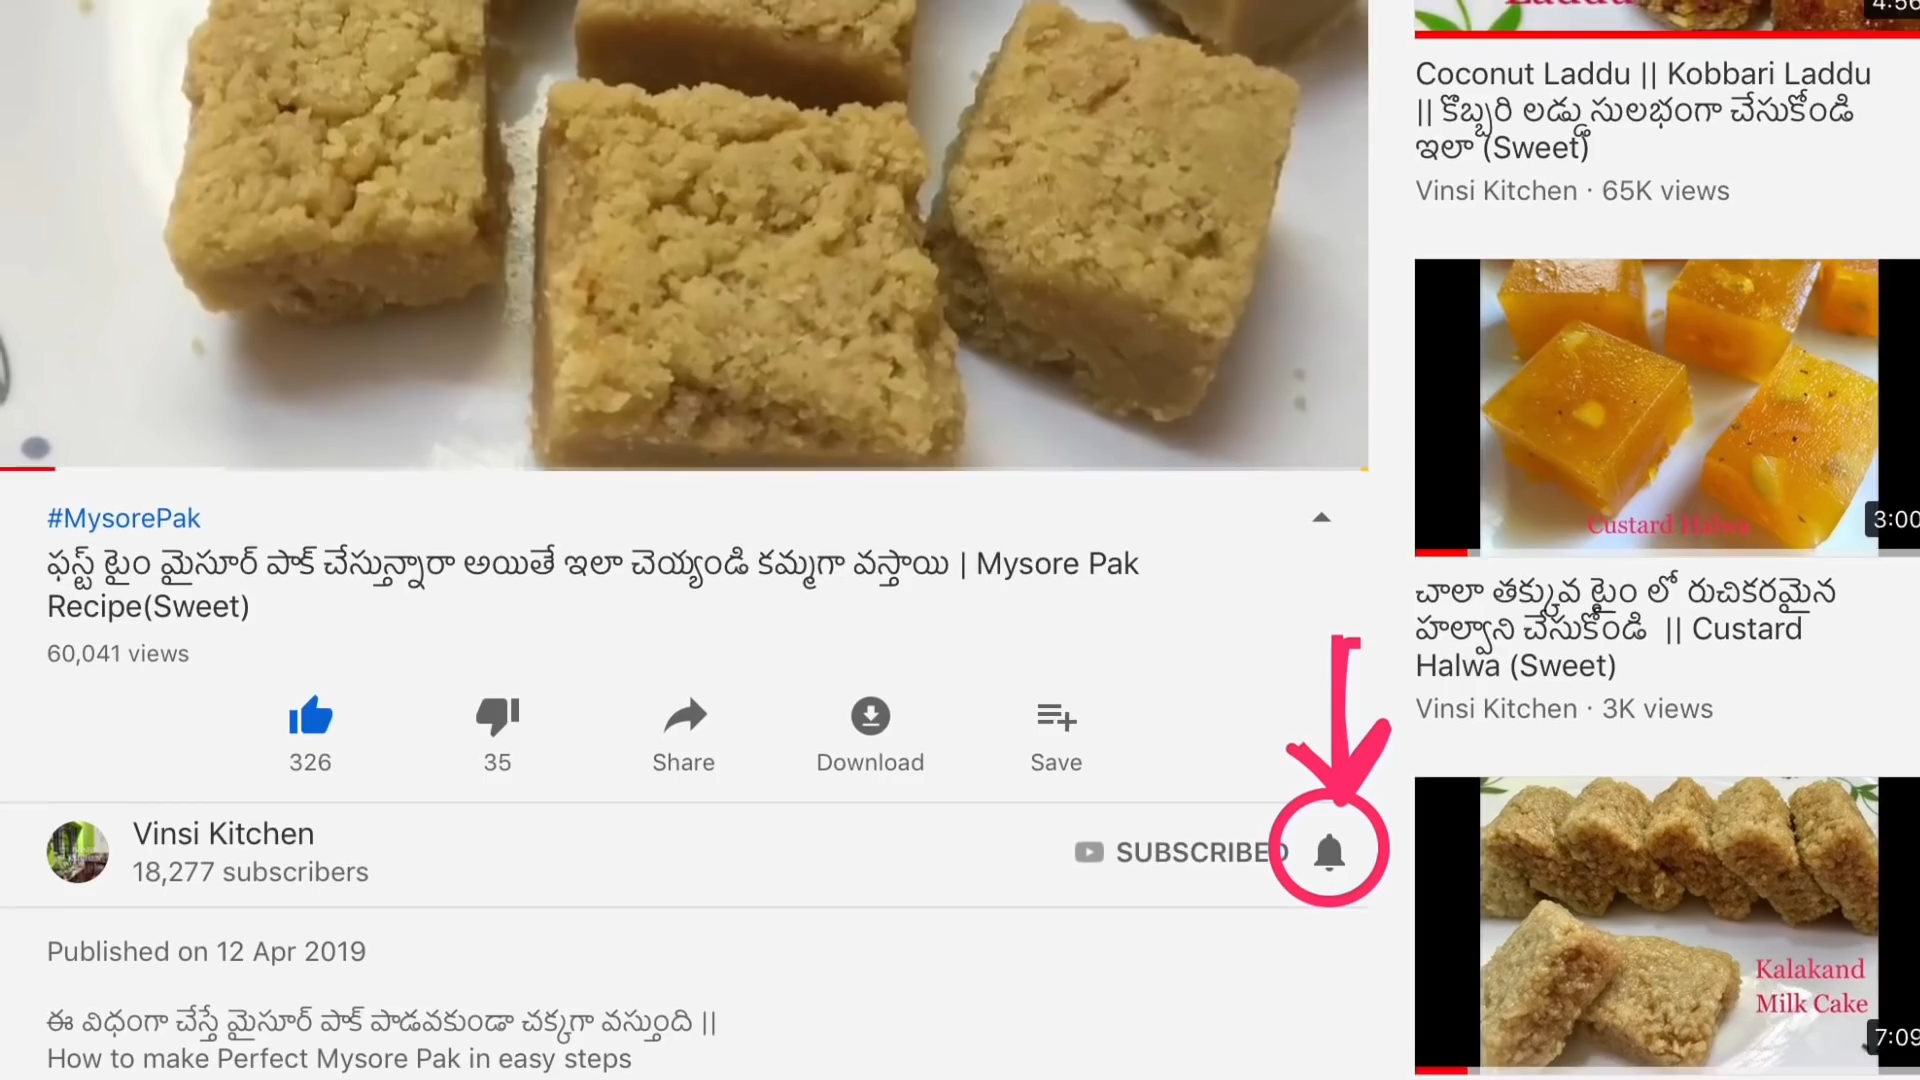 #MysorePak
ఫస్ట్ టైం మైసూర్ పాక్ చేస్తున్నారా అయితే ఇలా చెయ్యండి కమ్మగా వస్తాయి | Mysore Pak
Recipe(Sweet)
60,041 views
326
35
Share
Download
Save
Vinsi Kitchen
18,277 subscribers
SUBSCRIBED
Published on 12 Apr 2019
ఈ విధంగా చేస్తే మైసూర్ పాక్ పాడవకుండా చక్కగా వస్తుంది ||
How to make Perfect Mysore Pak in easy steps
Laddu
4:56
Coconut Laddu || Kobbari Laddu
|| కొబ్బరి లడ్డు సులభంగా చేసుకోండి
ఇలా (Sweet)
Vinsi Kitchen · 65K views
Custard Halwa
3:00
చాలా తక్కువ టైం లో రుచికరమైన
హల్వాని చేసుకోండి || Custard
Halwa (Sweet)
Vinsi Kitchen · 3K views
Kalakand
Milk Cake
7:09